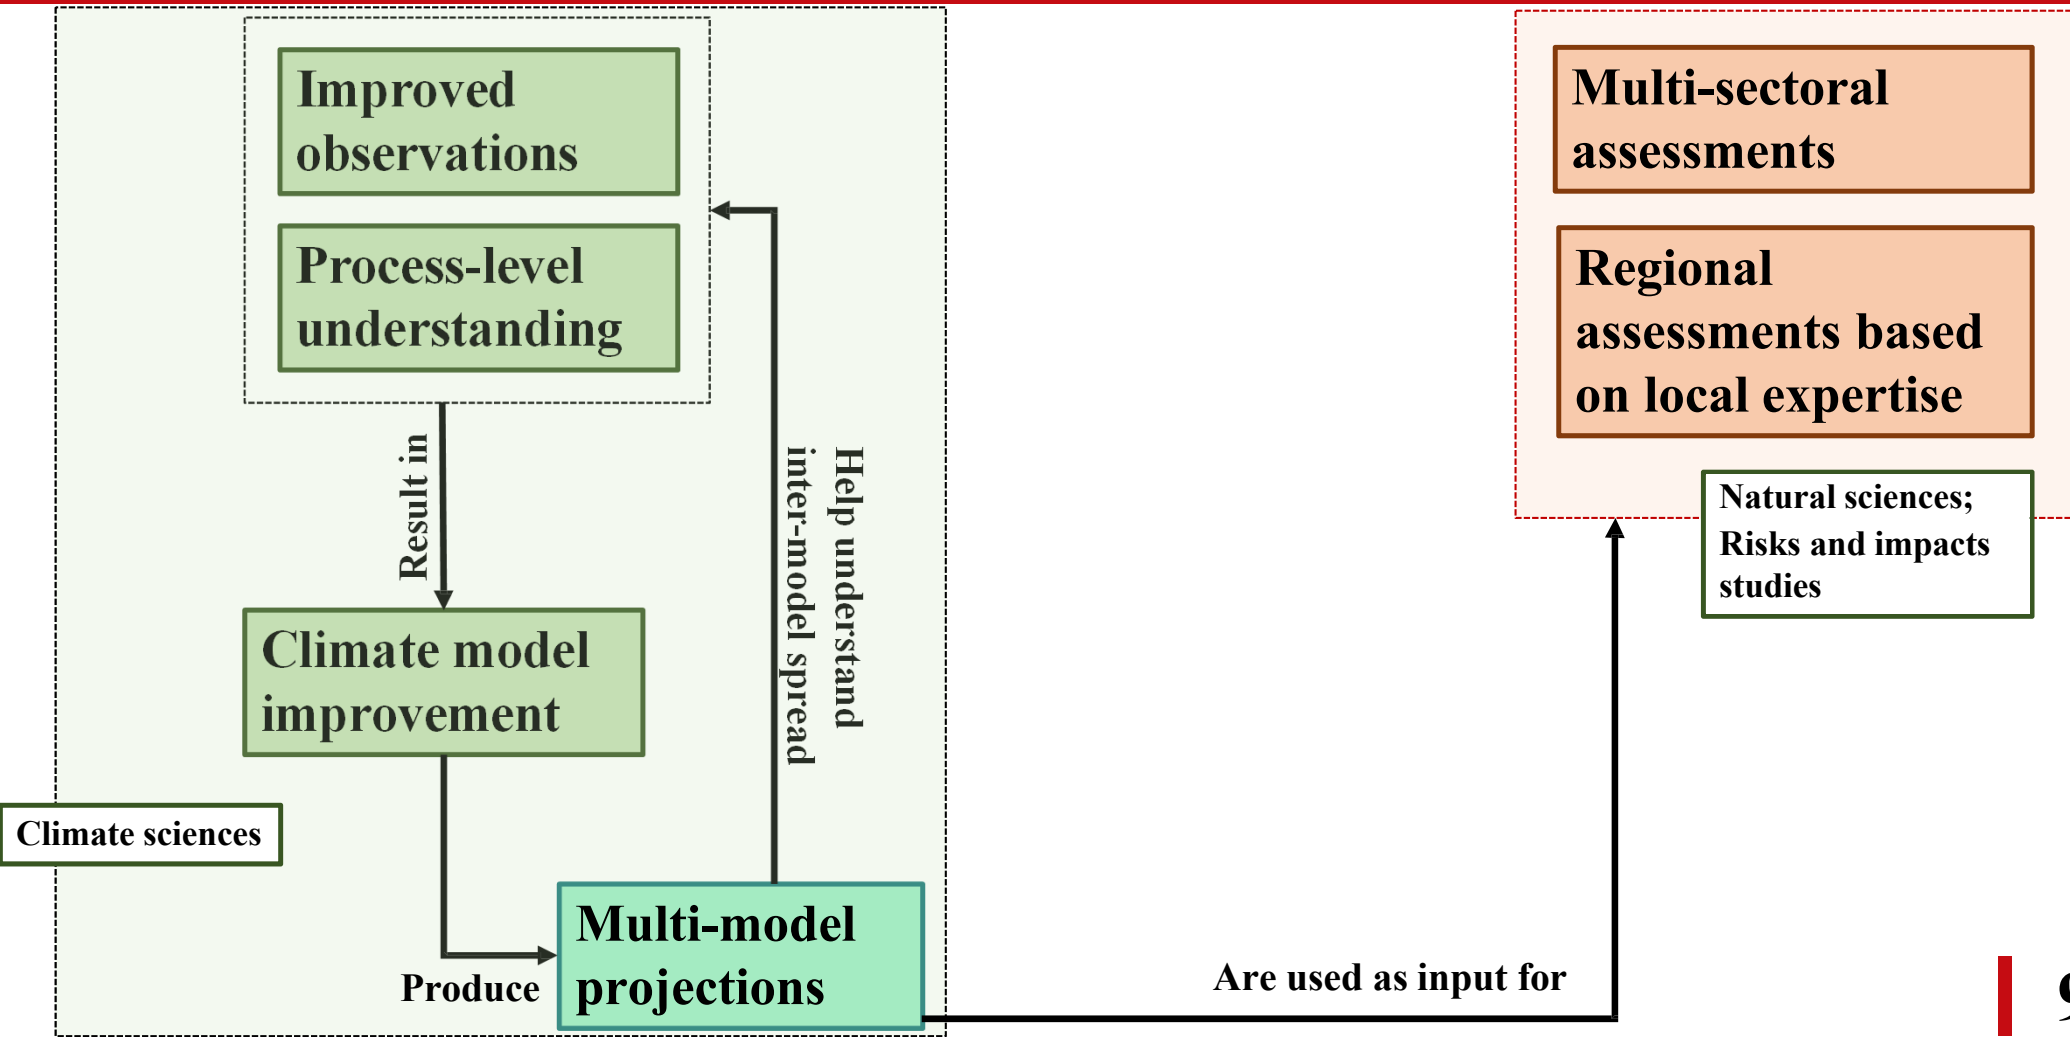 Improved
observations
Process-level
understanding
Result in
Help understand
inter-model spread
Climate model
improvement
Climate sciences
Produce
Multi-model
projections
Are used as input for
Multi-sectoral
assessments
Regional
assessments based
on local expertise
Natural sciences;
Risks and impacts
studies